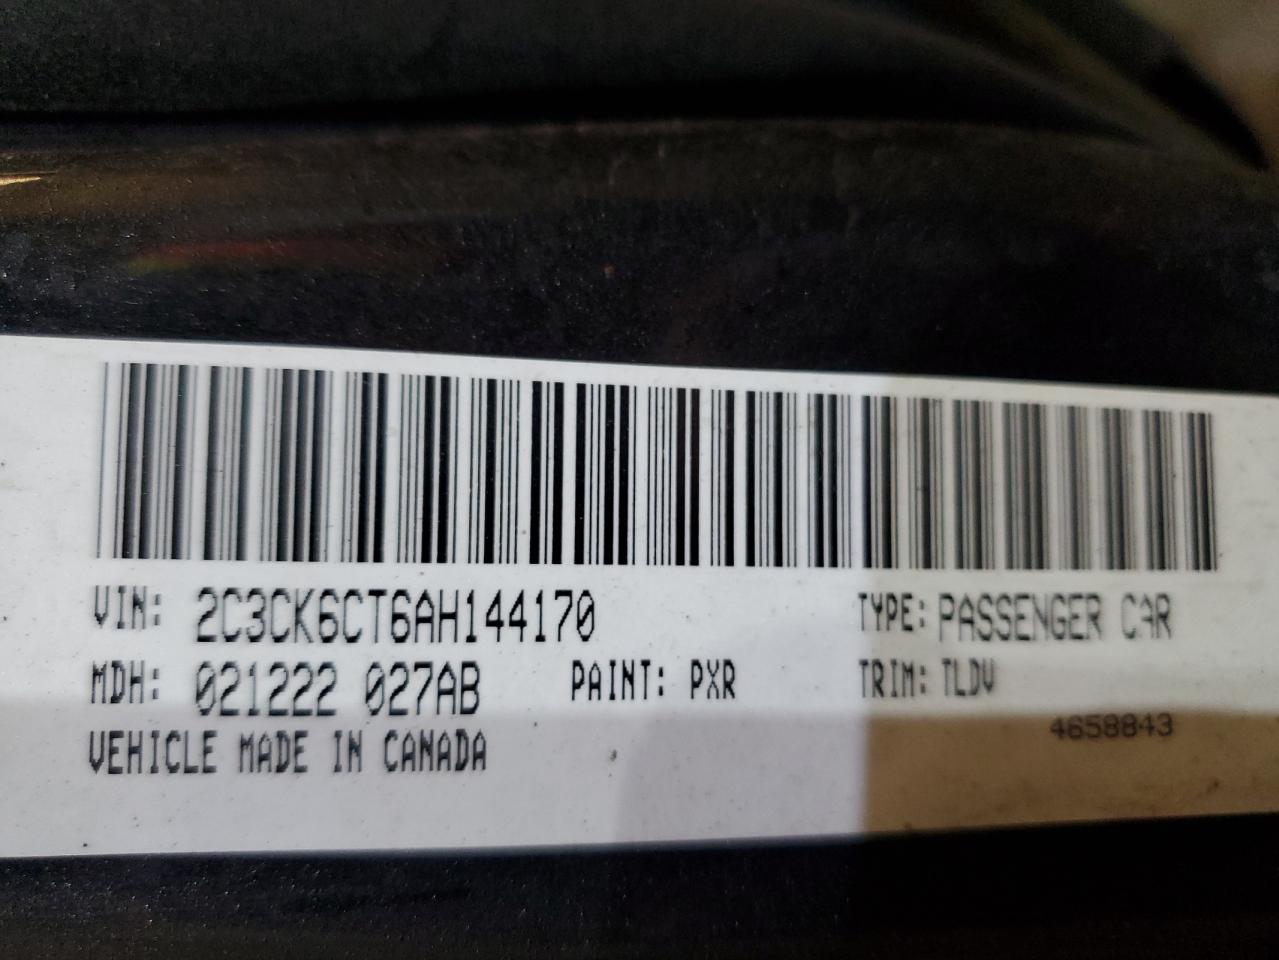 VIN: 2C3CK6CT6AH144170 TYPE: PASSENGER CAR
MDH: 021222 027AB PAINT: PXR TRIM: TLDV
4658843
VEHICLE MADE IN CANADA